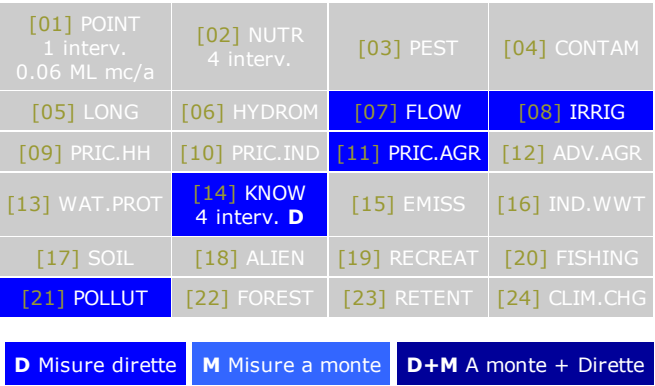 [01] POINT
1 interv.
0.06 ML mc/a
[02] NUTR
4 interv.
[03] PEST
[04] CONTAM
[05] LONG
[06] HYDROM
[07] FLOW
[08] IRRIG
[09] PRIC.HH
[10] PRIC.IND
[11] PRIC.AGR
[12] ADV.AGR
[13] WAT.PROT
[14] KNOW
4 interv. D
[15] EMISS
[16] IND.WWT
[17] SOIL
[18] ALIEN
[19] RECREAT
[20] FISHING
[21] POLLUT
[22] FOREST
[23] RETENT
[24] CLIM.CHG
D Misure dirette
M Misure a monte
D+M A monte + Dirette